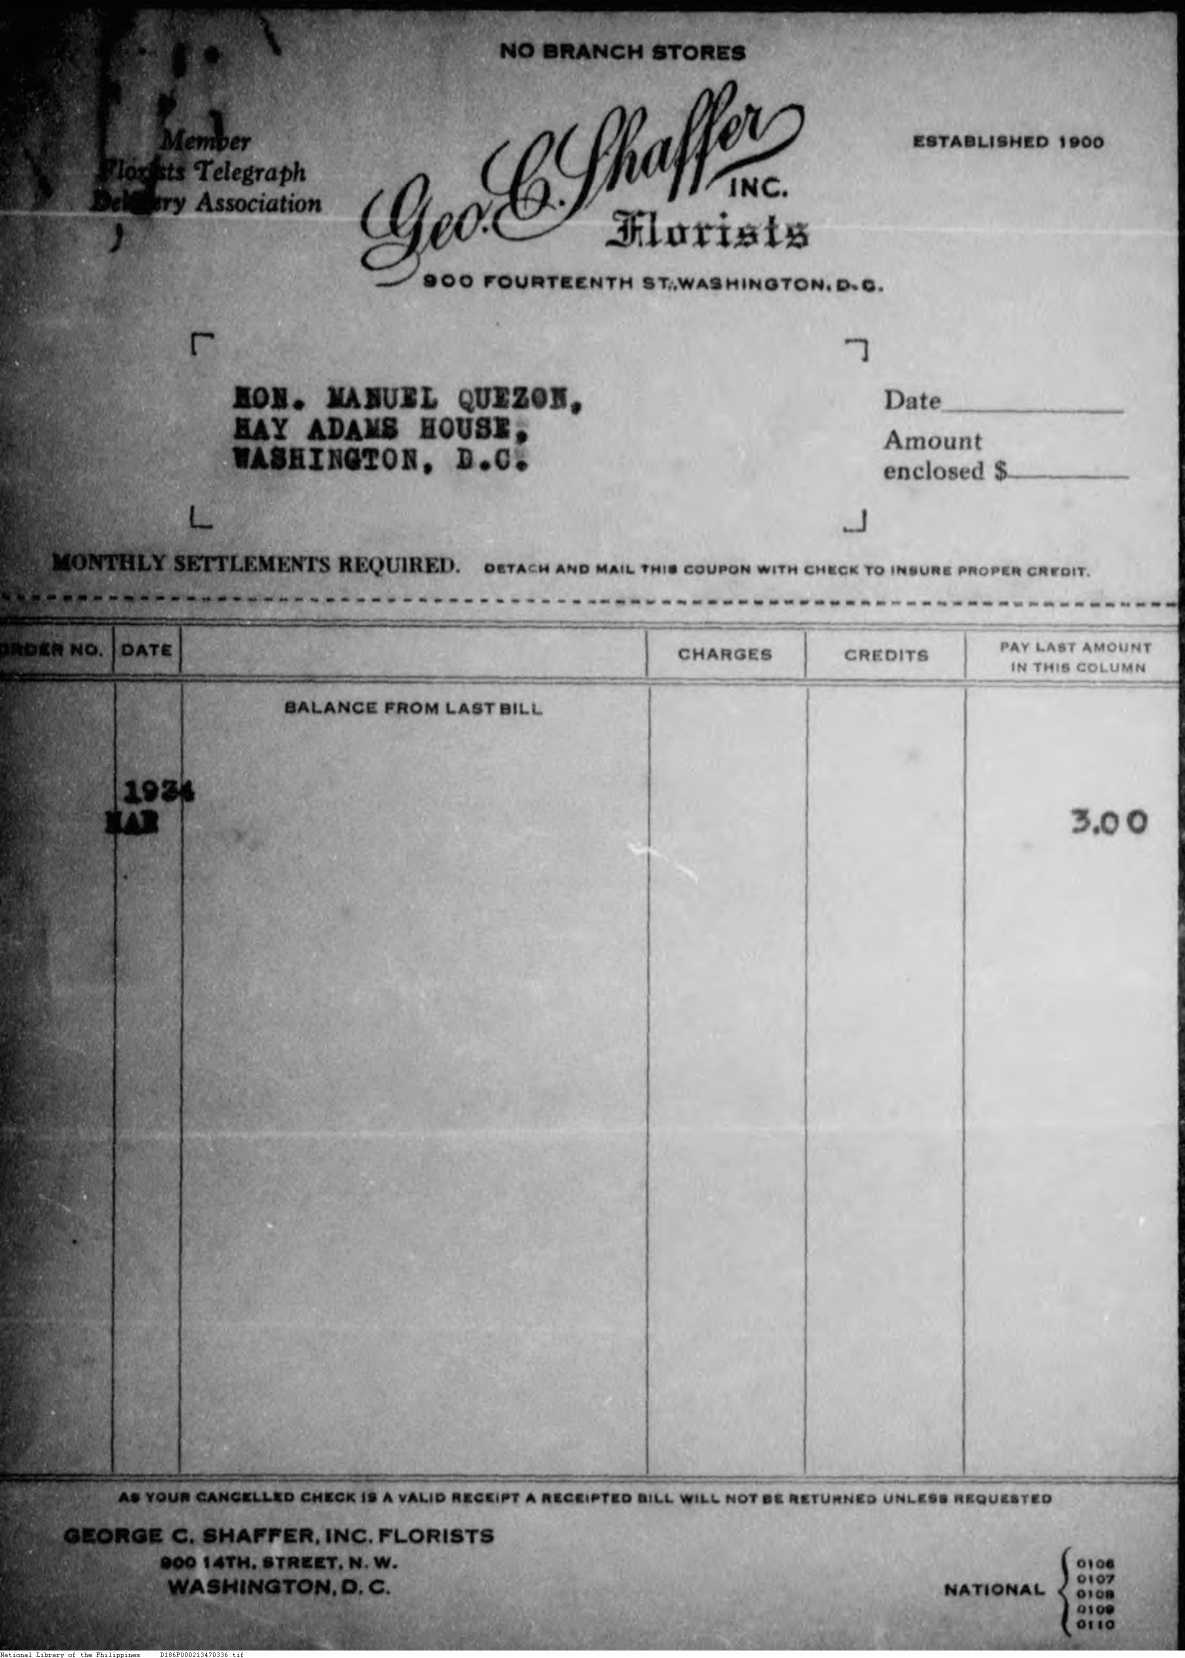 NO BRANCH STORES
Member
Florists Telegraph
Delivery Association
Geo. C. Shaffer
INC.
Florists
900 FOURTEENTH ST., WASHINGTON, D. C.
ESTABLISHED 1900
HON. MANUEL QUEZON,
HAY ADAMS HOUSE,
WASHINGTON, D.C.
Date
Amount
enclosed $
MONTHLY SETTLEMENTS REQUIRED. DETACH AND MAIL THIS COUPON WITH CHECK TO INSURE PROPER CREDIT.
ORDER NO. DATE CHARGES CREDITS PAY LAST AMOUNT
IN THIS COLUMN
BALANCE FROM LAST BILL
1934
MAR 3.00
AS YOUR CANCELLED CHECK IS A VALID RECEIPT A RECEIPTED BILL WILL NOT BE RETURNED UNLESS REQUESTED
GEORGE C. SHAFFER, INC. FLORISTS
900 14TH. STREET, N. W.
WASHINGTON, D. C.
NATIONAL
0106
0107
0108
0109
0110
National Library of the Philippines D186P000213470336.tif